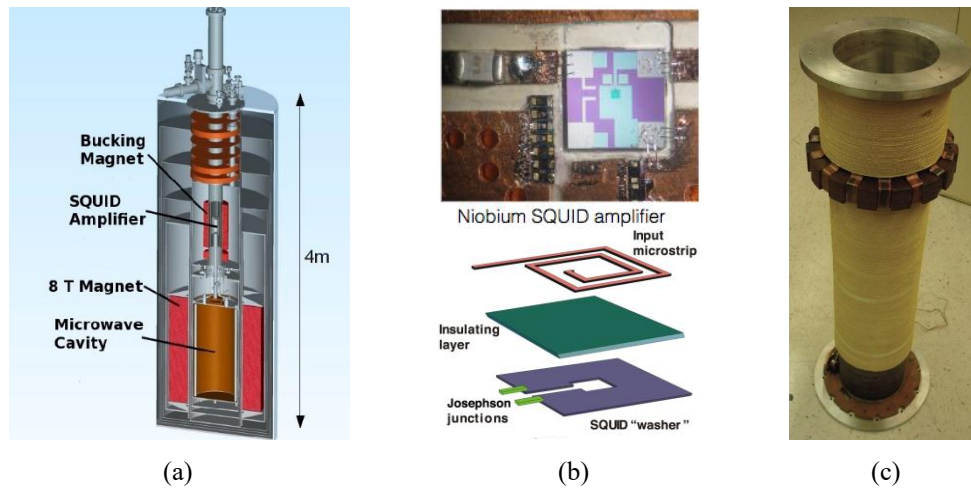 Bucking
Magnet
SQUID
Amplifier
8 T Magnet
Microwave
Cavity
4m
(a)
Niobium SQUID amplifier
Input
microstrip
Insulating
layer
Josephson
junctions
SQUID “washer”
(b)
(c)